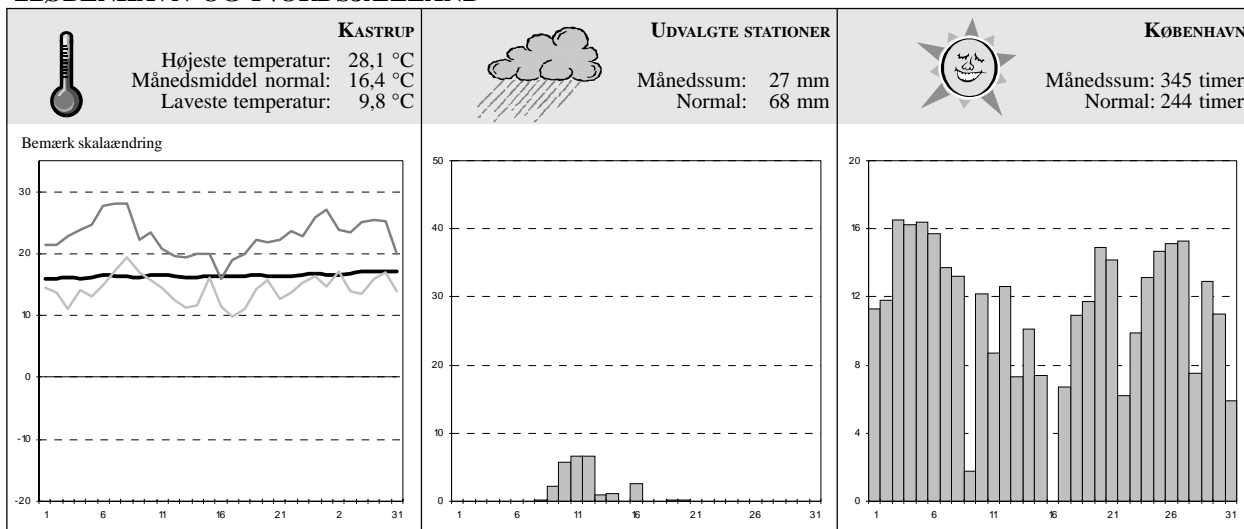 KASTRUP
Højeste temperatur: 28,1 °C
Månedsmiddel normal: 16,4 °C
Laveste temperatur: 9,8 °C
UDVALGTE STATIONER
Månedssum: 27 mm
Normal: 68 mm
KØBENHAVN
Månedssum: 345 timer
Normal: 244 timer
Bemærk skalaændring
30
20
10
0
-10
-20
1 6 11 16 21 2 31
50
40
30
20
10
0
1 6 11 16 21 26 31
20
16
12
8
4
0
1 6 11 16 21 26 31